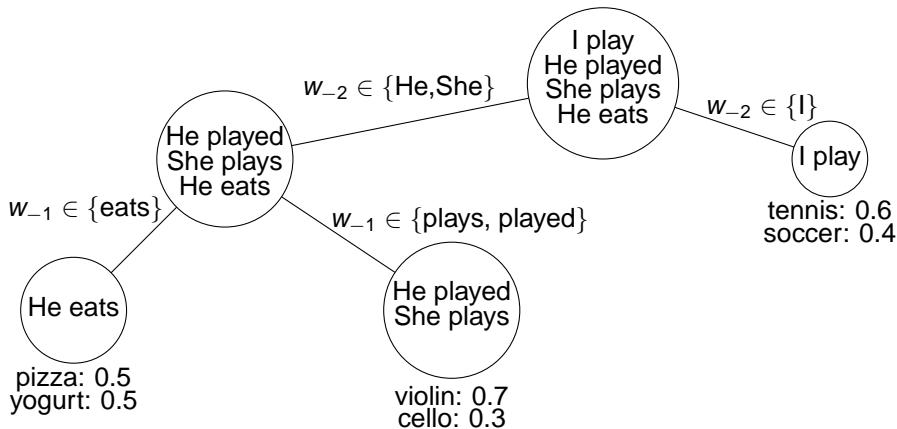 I play
He played
She plays
He eats
w₋₂ ∈ {He,She}
w₋₂ ∈ {I}
He played
She plays
He eats
I play
tennis: 0.6
soccer: 0.4
w₋₁ ∈ {eats}
w₋₁ ∈ {plays, played}
He eats
pizza: 0.5
yogurt: 0.5
He played
She plays
violin: 0.7
cello: 0.3